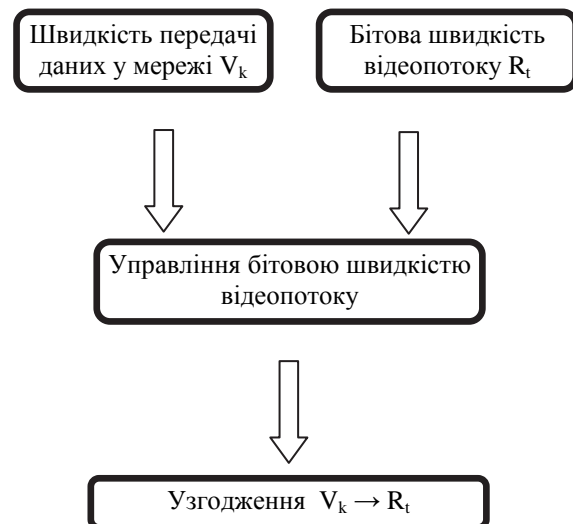 Швидкість передачі
даних у мережі Vₖ
Бітова швидкість
відеопотоку Rₜ
Управління бітовою швидкістю
відеопотоку
Узгодження Vₖ → Rₜ